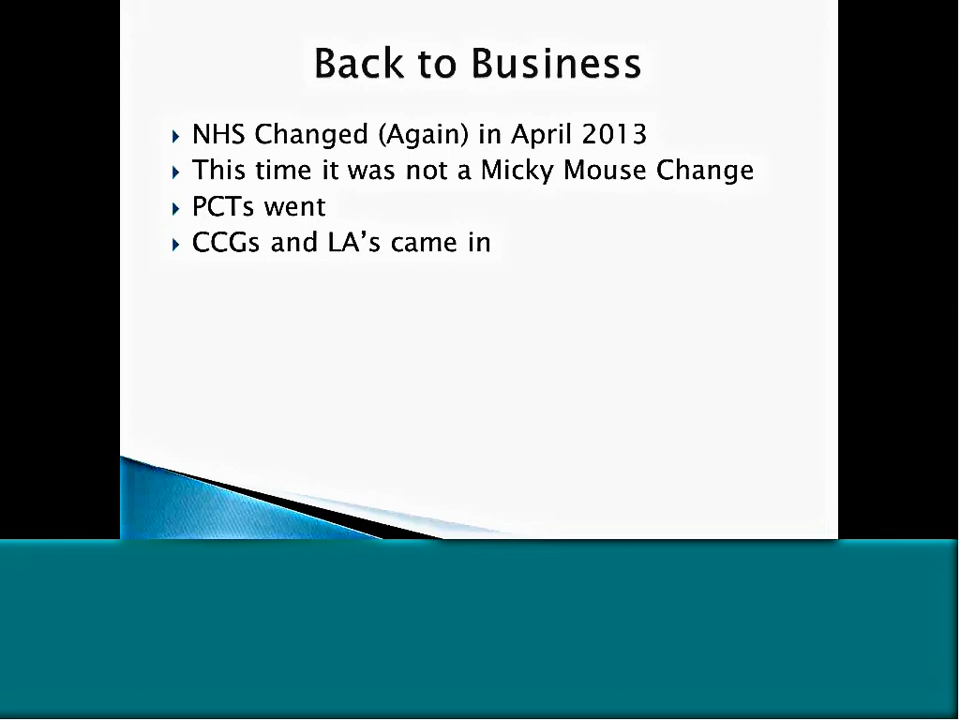 Back to Business
NHS Changed (Again) in April 2013
This time it was not a Micky Mouse Change
PCTs went
CCGs and LA’s came in